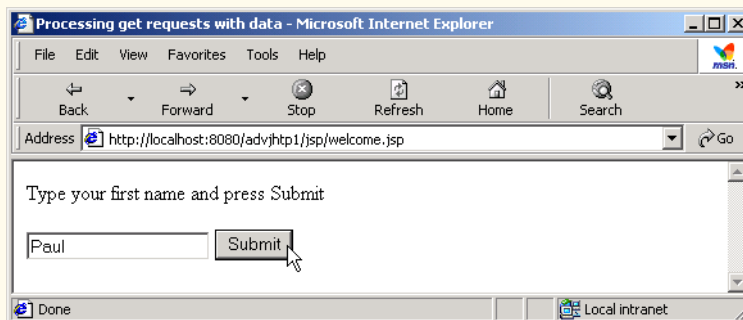 Processing get requests with data - Microsoft Internet Explorer
File Edit View Favorites Tools Help
msn.
Back Forward Stop Refresh Home Search »
Address http://localhost:8080/advjhtp1/jsp/welcome.jsp Go
Type your first name and press Submit
Paul Submit
Done Local intranet